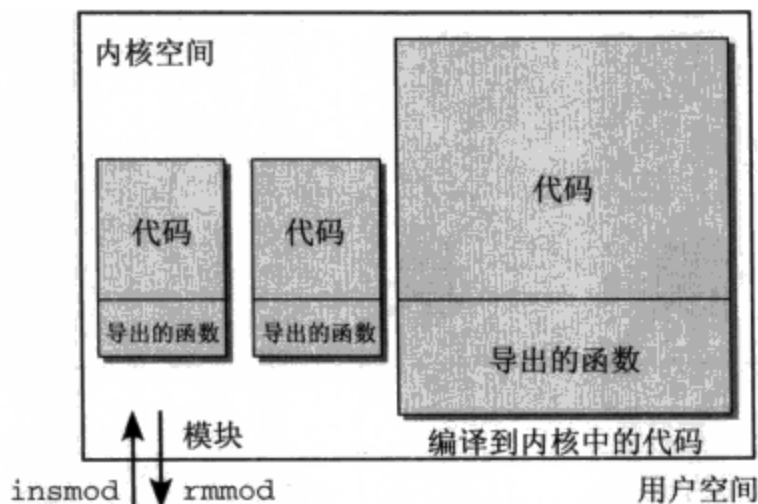 内核空间
代码
代码
代码
导出的函数
导出的函数
导出的函数
模块
编译到内核中的代码
insmod
rmmod
用户空间